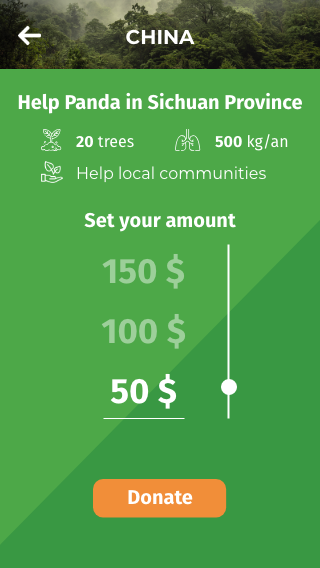 CHINA
Help Panda in Sichuan Province
20 trees 500 kg/an
Help local communities
Set your amount
150 $
100 $
50 $
Donate